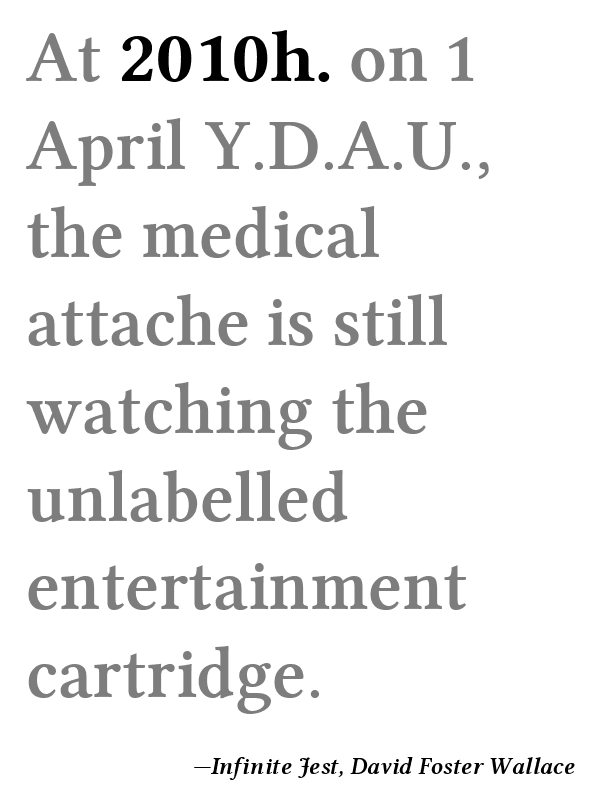 At 2010h. on 1
April Y.D.A.U.,
the medical
attache is still
watching the
unlabelled
entertainment
cartridge.
—Infinite Jest, David Foster Wallace